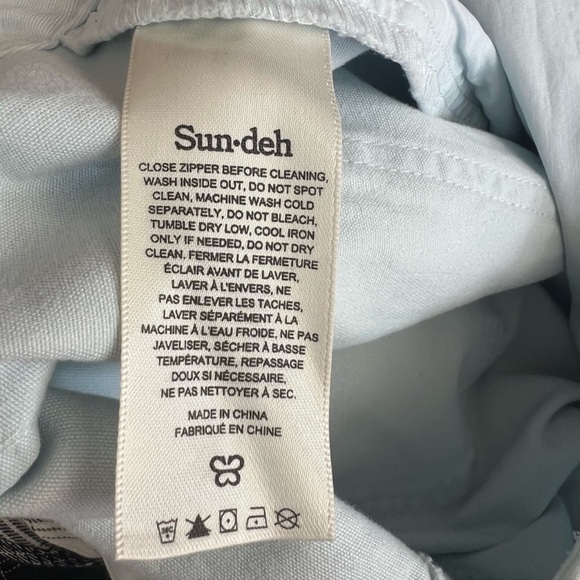 Sun·deh
CLOSE ZIPPER BEFORE CLEANING,
WASH INSIDE OUT, DO NOT SPOT
CLEAN, MACHINE WASH COLD
SEPARATELY, DO NOT BLEACH,
TUMBLE DRY LOW, COOL IRON
ONLY IF NEEDED, DO NOT DRY
CLEAN. FERMER LA FERMETURE
ÉCLAIR AVANT DE LAVER,
LAVER À L'ENVERS, NE
PAS ENLEVER LES TACHES,
LAVER SÉPARÉMENT À LA
MACHINE À L'EAU FROIDE, NE PAS
JAVELISER, SÉCHER À BASSE
TEMPÉRATURE, REPASSAGE
DOUX SI NÉCESSAIRE,
NE PAS NETTOYER À SEC.
MADE IN CHINA
FABRIQUÉ EN CHINE